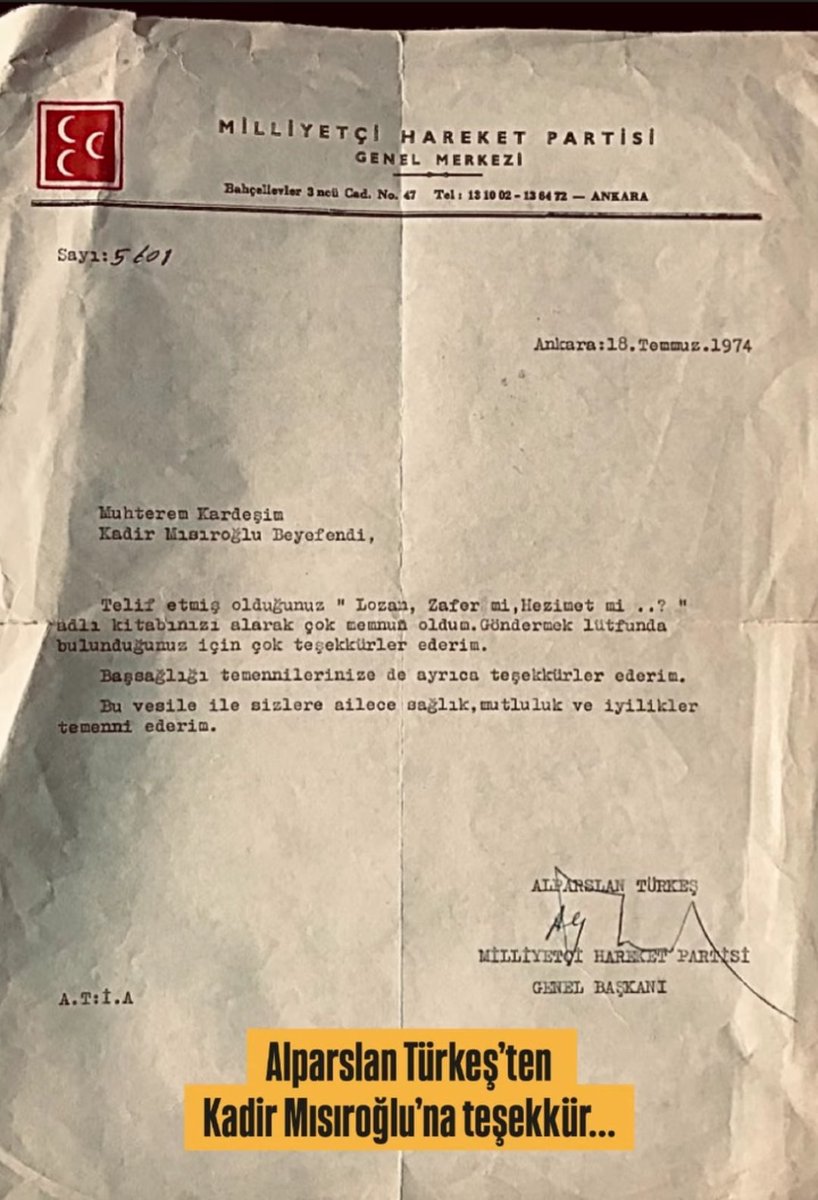 MİLLİYETÇİ HAREKET PARTİSİ
GENEL MERKEZİ
Bahçelievler 3 ncü Cad. No. 47 Tel : 13 10 02 - 13 64 72 — ANKARA
Sayı: 5601
Ankara:18.Temmuz.1974
Muhterem Kardeşim
Kadir Mısıroğlu Beyefendi,
Telif etmiş olduğunuz " Lozan, Zafer mi,Hezimet mi ..? "
adlı kitabınızı alarak çok memnun oldum.Göndermek lütfunda
bulunduğunuz için çok teşekkürler ederim.
Başsağlığı temennilerinize de ayrıca teşekkürler ederim.
Bu vesile ile sizlere ailece sağlık,mutluluk ve iyilikler
temenni ederim.
ALPARSLAN TÜRKEŞ
MİLLİYETÇİ HAREKET PARTİSİ
GENEL BAŞKANI
A.T:İ.A
Alparslan Türkeş’ten
Kadir Mısıroğlu’na teşekkür...